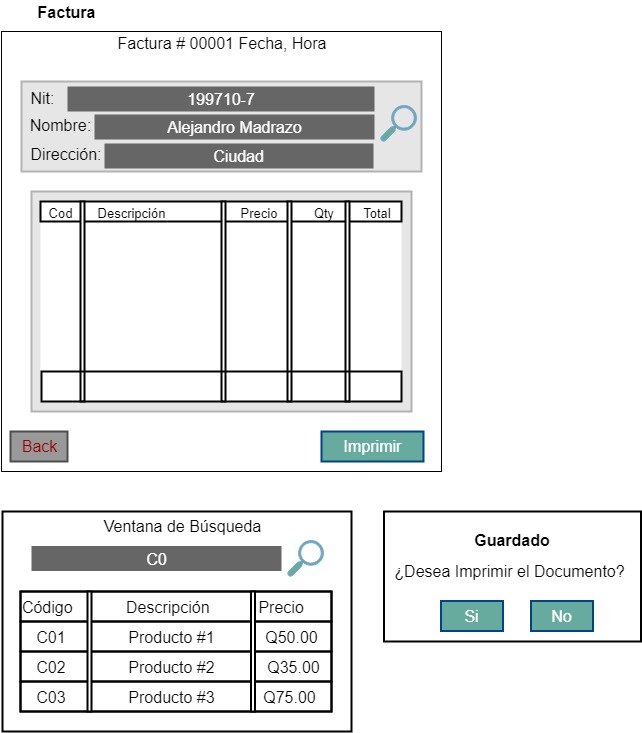 Factura
Factura # 00001 Fecha, Hora
Nit: 199710-7
Nombre: Alejandro Madrazo
Dirección: Ciudad
Cod Descripción Precio Qty Total
Back Imprimir
Ventana de Búsqueda
C0
Código Descripción Precio
C01 Producto #1 Q50.00
C02 Producto #2 Q35.00
C03 Producto #3 Q75.00
Guardado
¿Desea Imprimir el Documento?
Si No